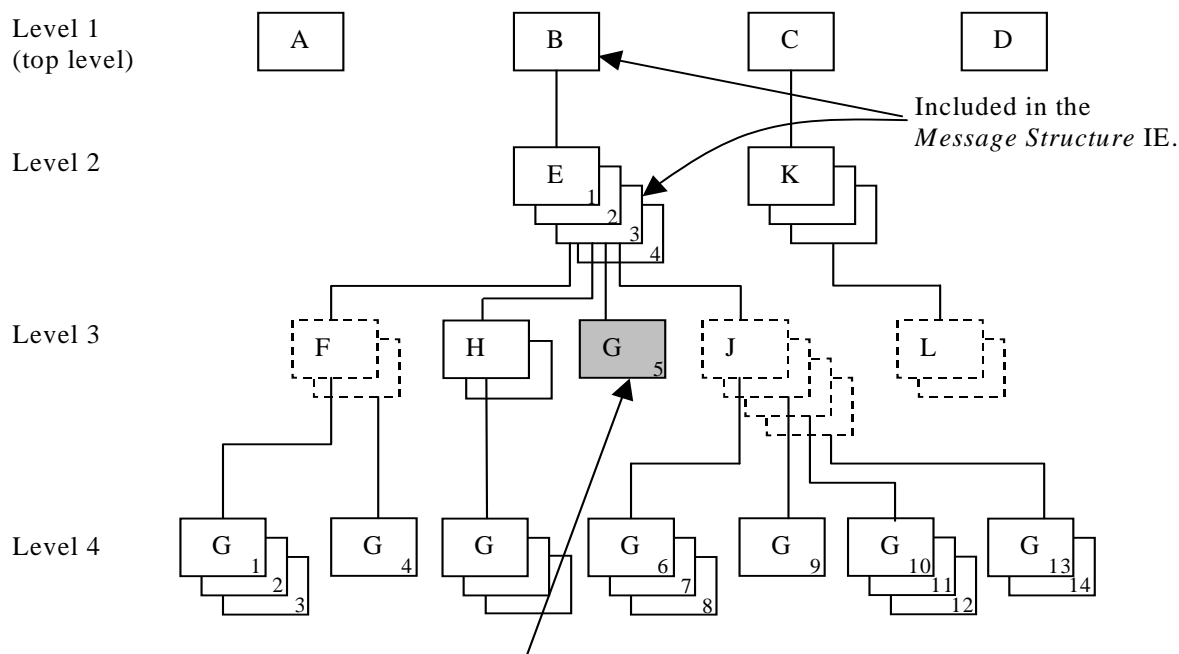 Level 1
(top level)
A
B
C
D
Included in the
Message Structure IE.
Level 2
E
1
2
3
4
K
Level 3
F
H
G
5
J
L
Level 4
G
1
2
3
G
4
G
G
6
7
8
G
9
G
10
11
12
G
13
14